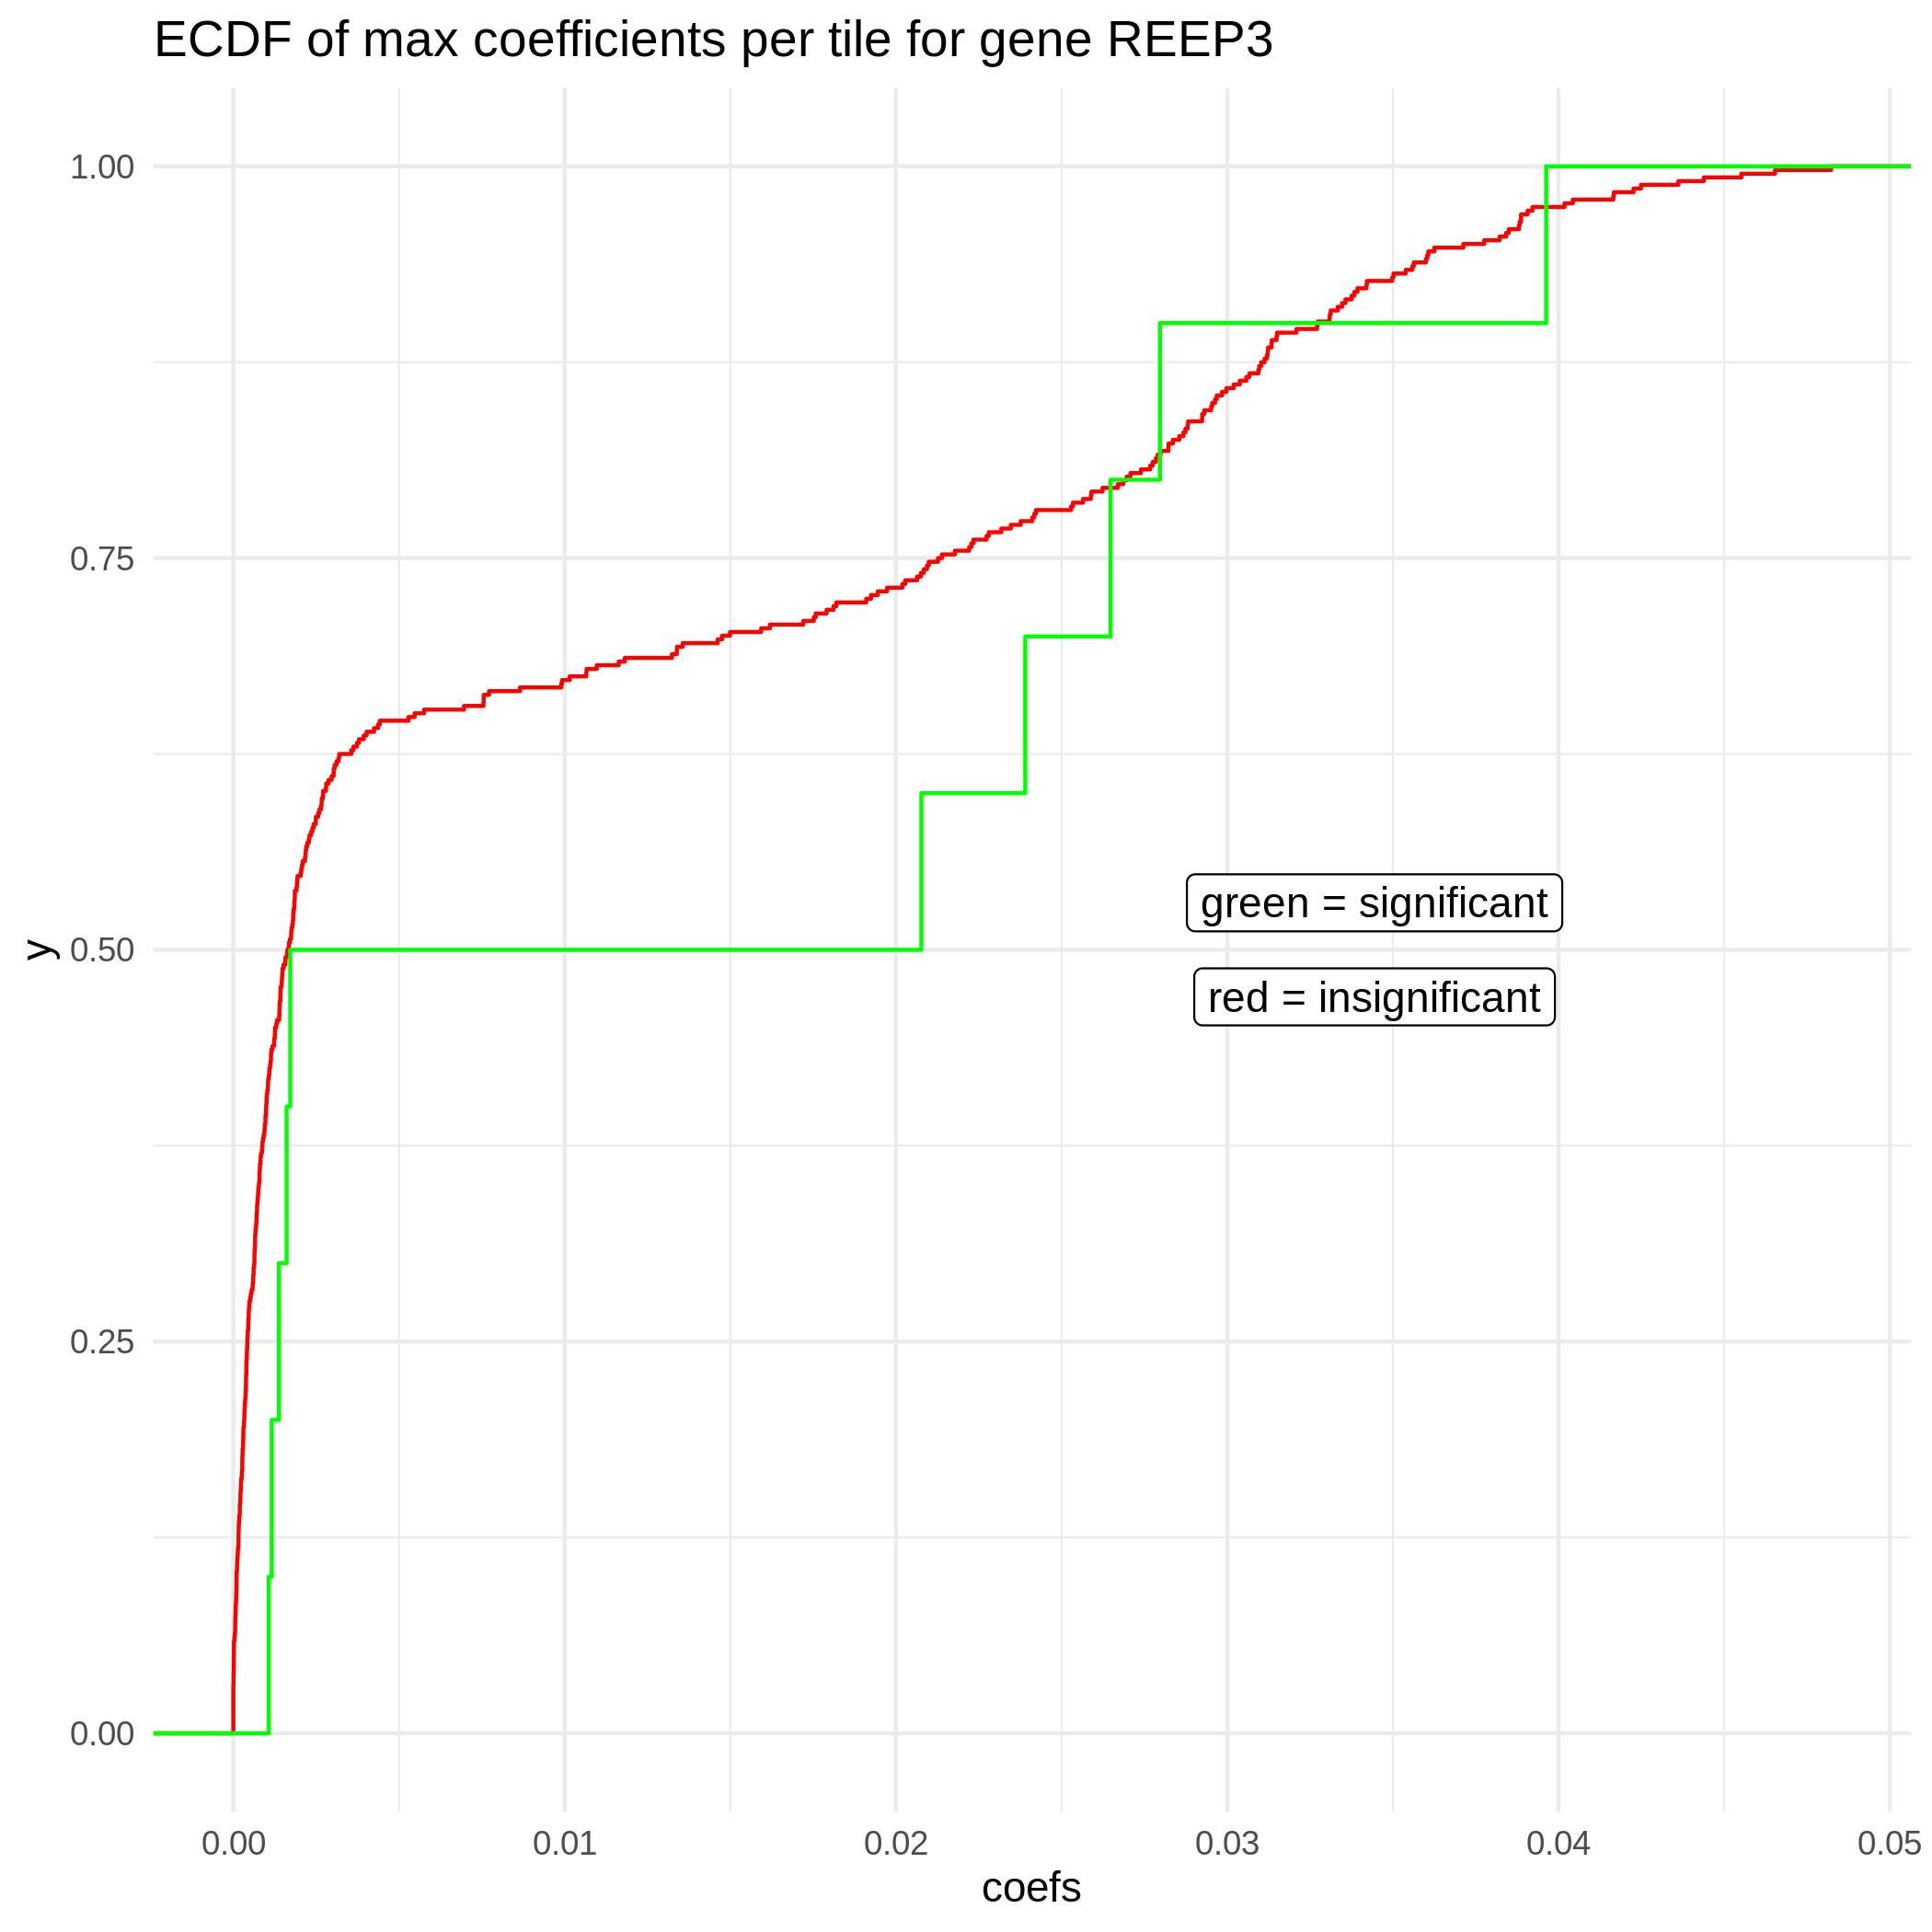 ECDF of max coefficients per tile for gene REEP3
1.00
0.75
0.50
0.25
0.00
y
green = significant
red = insignificant
0.00 0.01 0.02 0.03 0.04 0.05
coefs